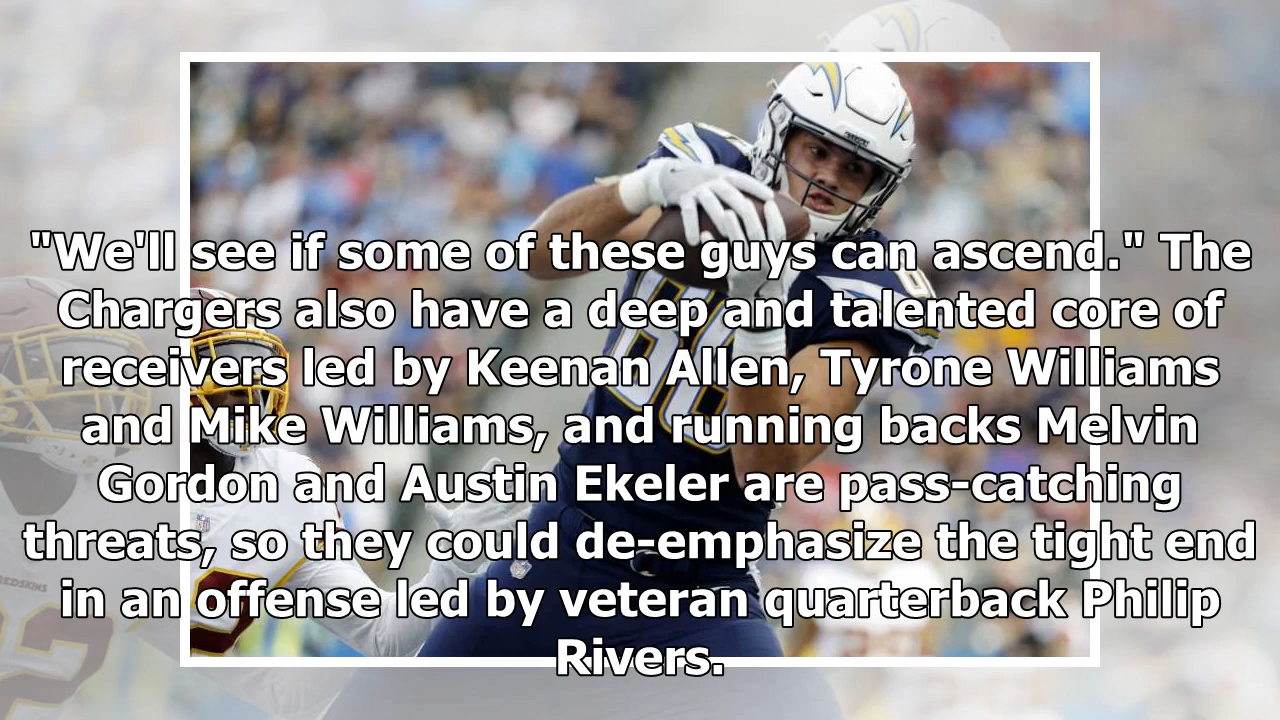 "We'll see if some of these guys can ascend." The
Chargers also have a deep and talented core of
receivers led by Keenan Allen, Tyrone Williams
and Mike Williams, and running backs Melvin
Gordon and Austin Ekeler are pass-catching
threats, so they could de-emphasize the tight end
in an offense led by veteran quarterback Philip
Rivers.
REDSKINS